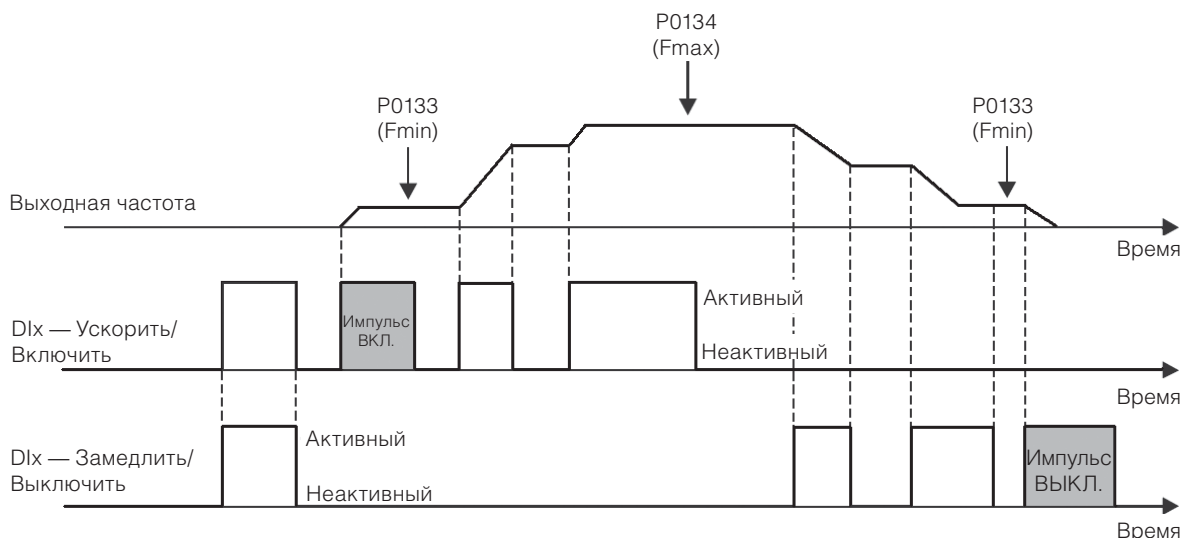 P0134
(Fmax)
P0133
(Fmin)
P0133
(Fmin)
Выходная частота
Время
DIx — Ускорить/
Включить
Импульс
ВКЛ.
Активный
Неактивный
Время
DIx — Замедлить/
Выключить
Активный
Неактивный
Импульс
ВЫКЛ.
Время